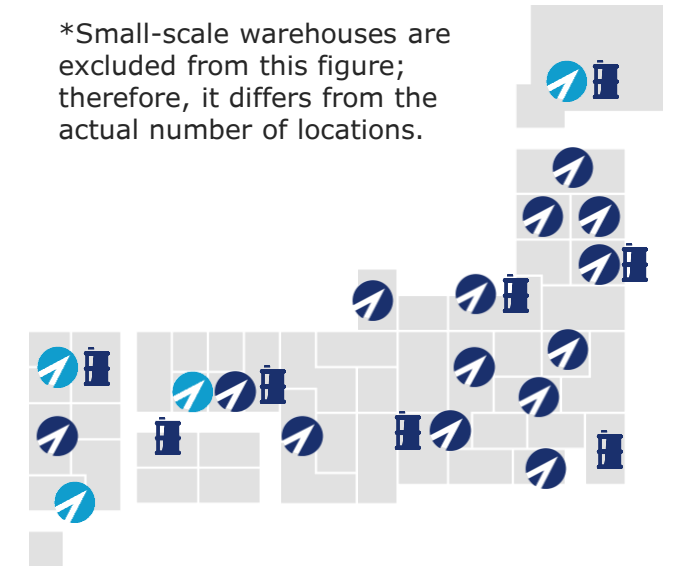 *Small-scale warehouses are
excluded from this figure;
therefore, it differs from the
actual number of locations.